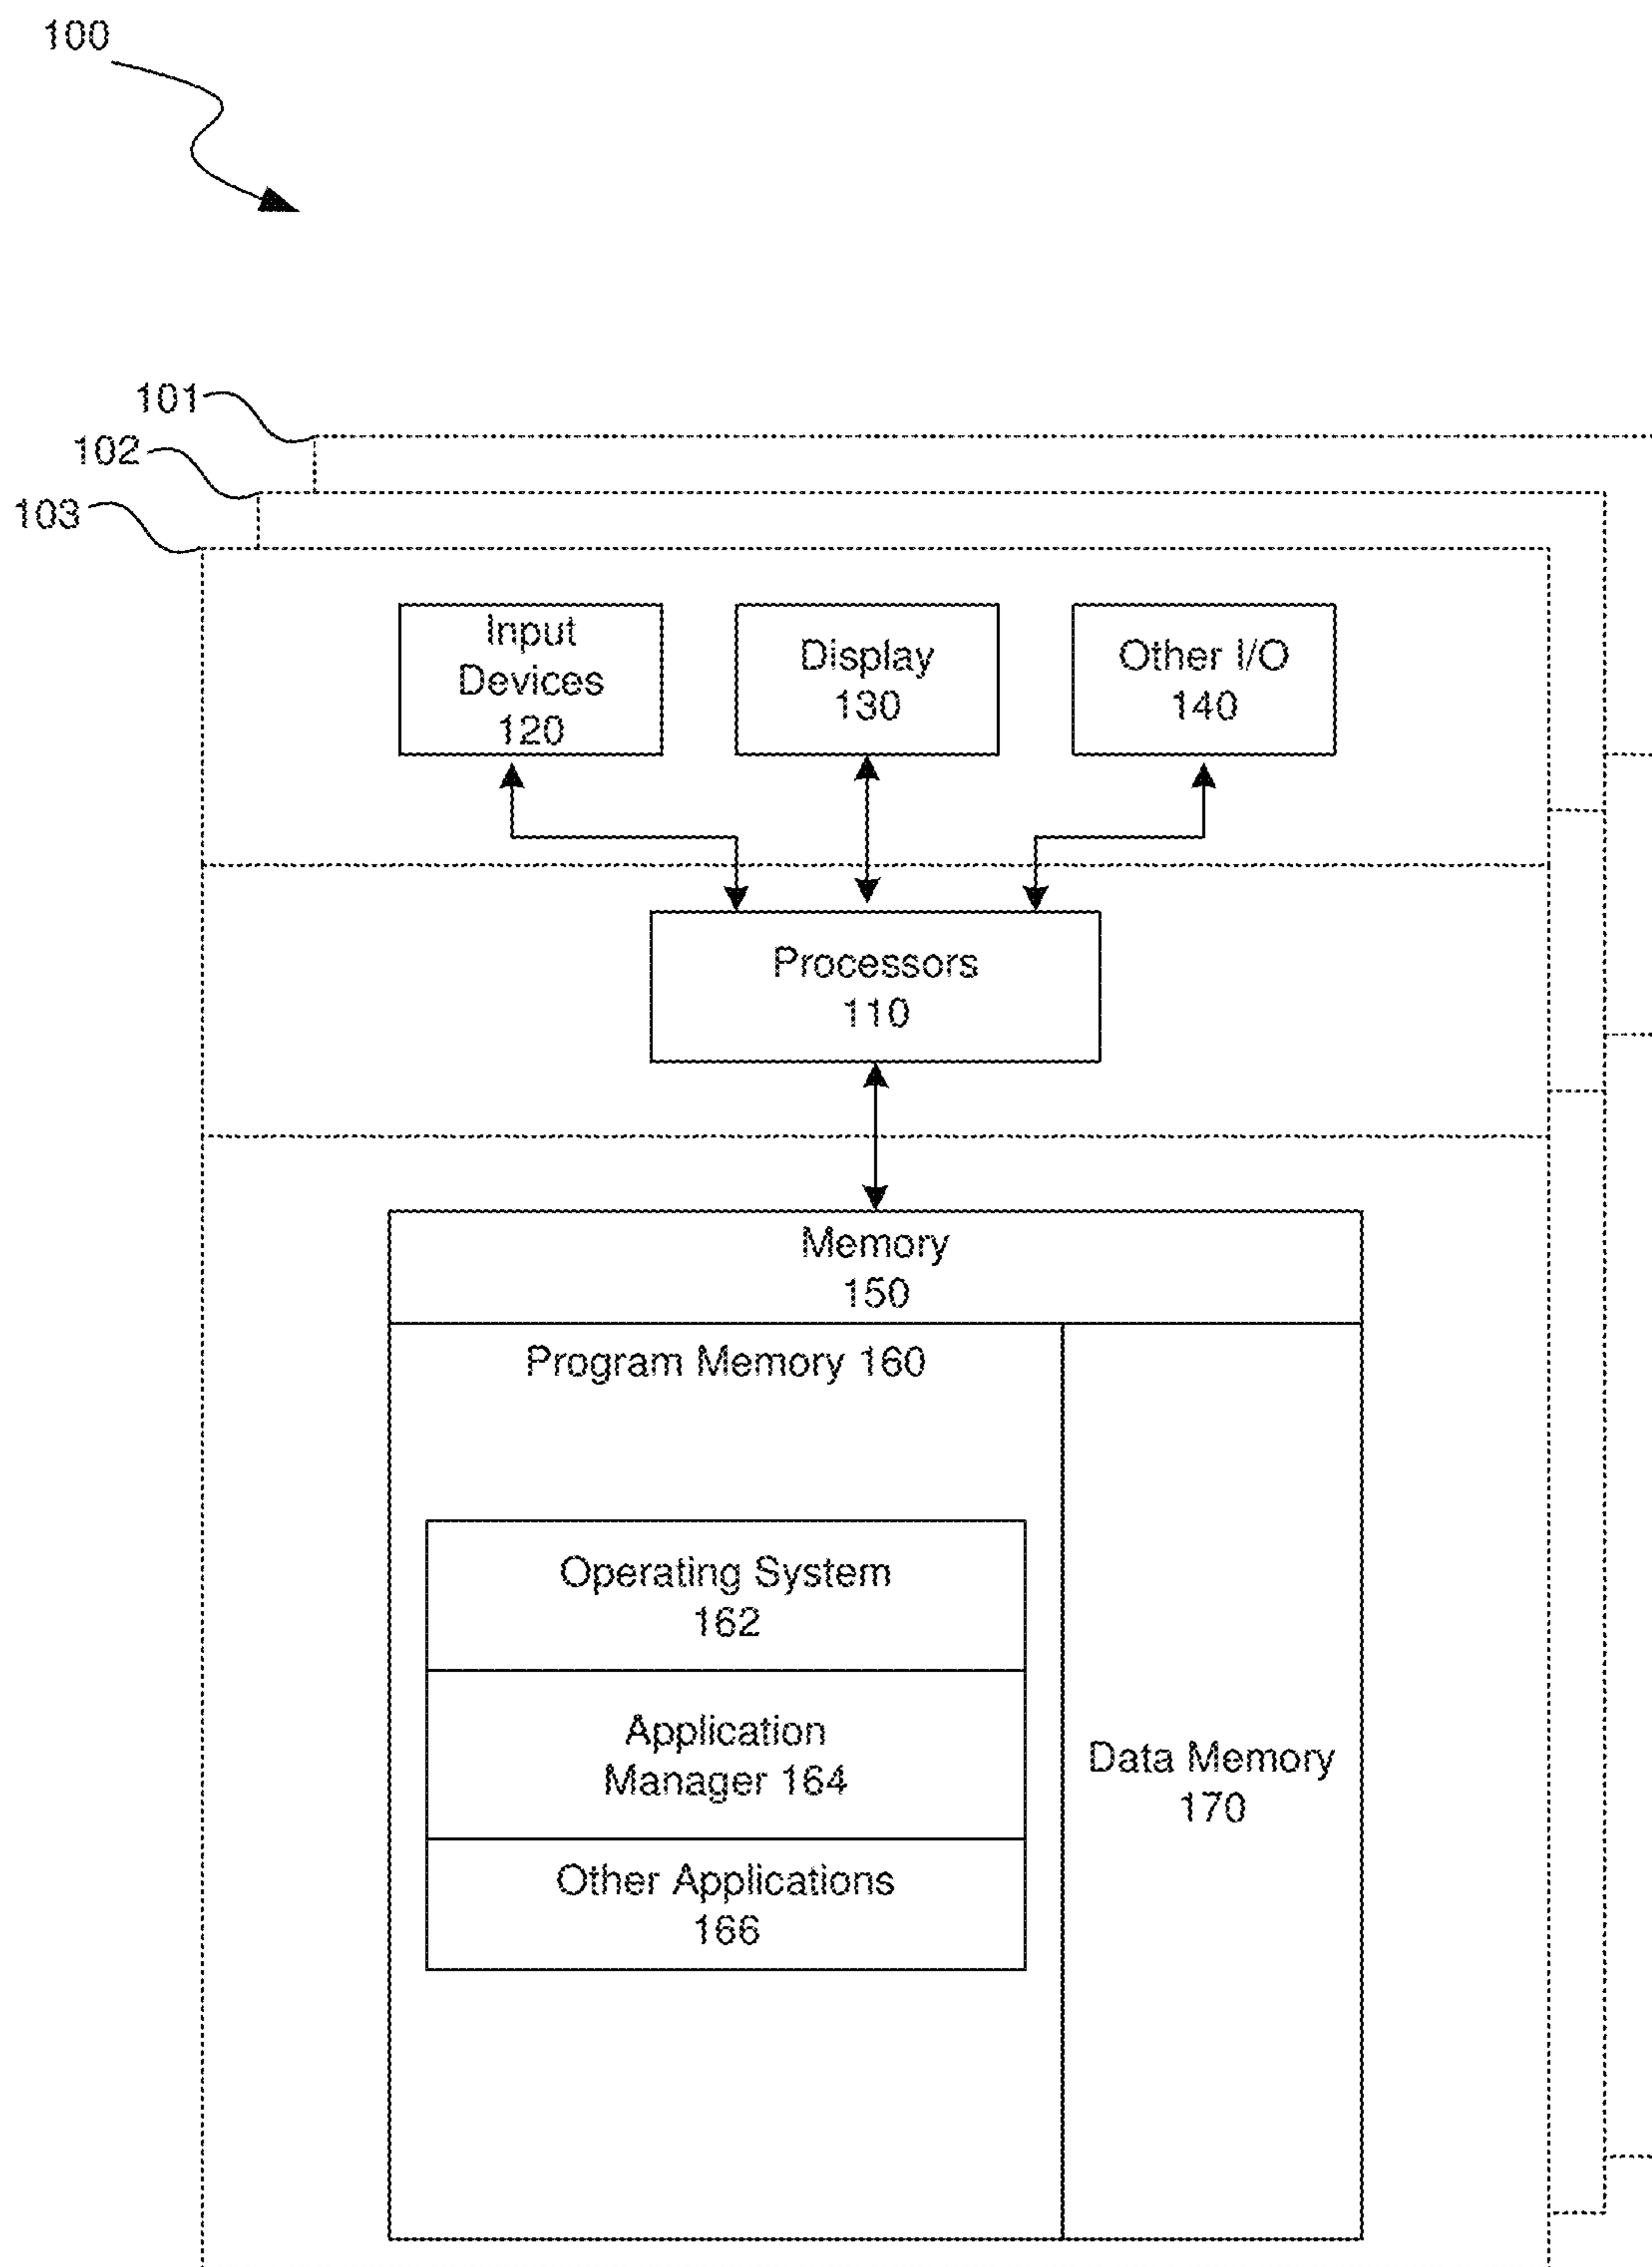 100
101
102
103
Input
Devices
120
Display
130
Other I/O
140
Processors
110
Memory
150
Program Memory 160
Operating System
162
Application
Manager 164
Other Applications
166
Data Memory
170